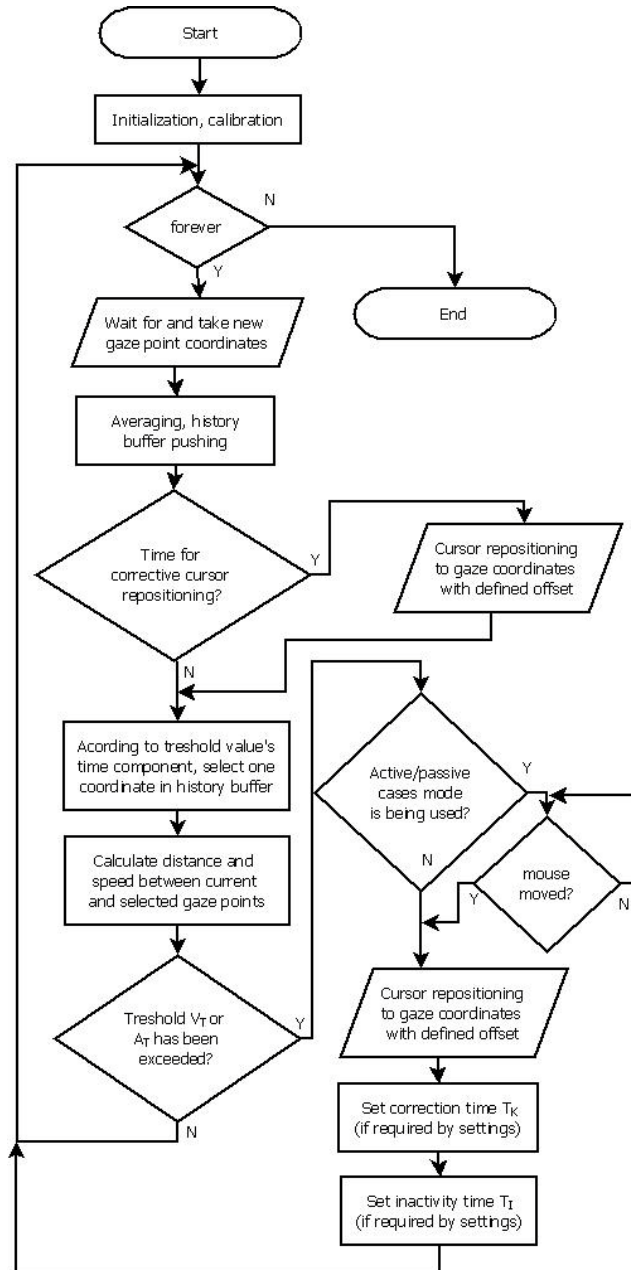 Start
Initialization, calibration
forever
N
Y
Wait for and take new
gaze point coordinates
End
Averaging, history
buffer pushing
Time for
corrective cursor
repositioning?
Y
N
Cursor repositioning
to gaze coordinates
with defined offset
Acording to treshold value's
time component, select one
coordinate in history buffer
Calculate distance and
speed between current
and selected gaze points
Treshold VT or
AT has been
exceeded?
Y
N
Active/passive
cases mode
is being used?
Y
N
mouse
moved?
Y
N
Cursor repositioning
to gaze coordinates
with defined offset
Set correction time TK
(if required by settings)
Set inactivity time TI
(if required by settings)